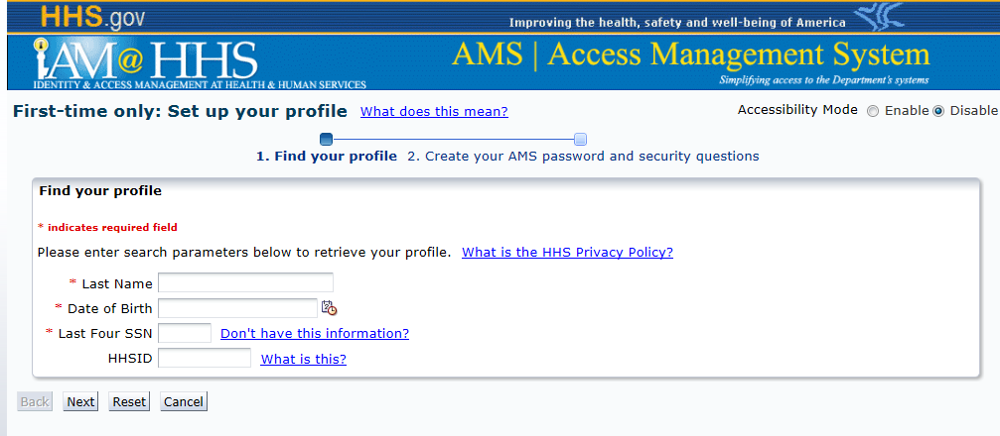 HHS.gov
Improving the health, safety and well-being of America
iAM@HHS
IDENTITY & ACCESS MANAGEMENT AT HEALTH & HUMAN SERVICES
AMS | Access Management System
Simplifying access to the Department's systems
First-time only: Set up your profile What does this mean? Accessibility Mode Enable Disable
1. Find your profile 2. Create your AMS password and security questions
Find your profile
* indicates required field
Please enter search parameters below to retrieve your profile. What is the HHS Privacy Policy?
* Last Name
* Date of Birth
* Last Four SSN Don't have this information?
HHSID What is this?
Back Next Reset Cancel